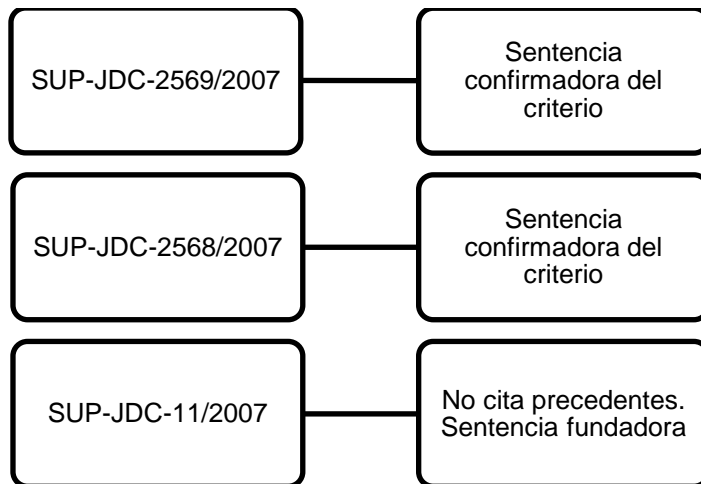 SUP-JDC-2569/2007
Sentencia
confirmadora del
criterio
SUP-JDC-2568/2007
Sentencia
confirmadora del
criterio
SUP-JDC-11/2007
No cita precedentes.
Sentencia fundadora